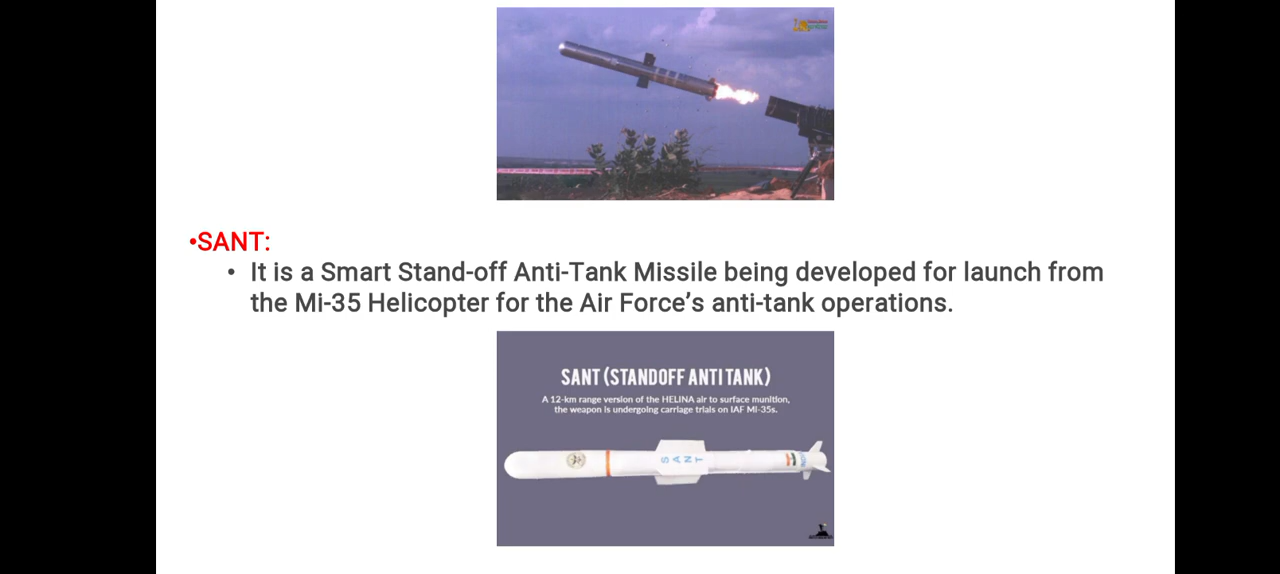 •SANT:
• It is a Smart Stand-off Anti-Tank Missile being developed for launch from
the Mi-35 Helicopter for the Air Force’s anti-tank operations.
SANT (STANDOFF ANTI TANK)
A 12-km range version of the HELINA air to surface munition,
the weapon is undergoing carriage trials on IAF Mi-35s.
SANT